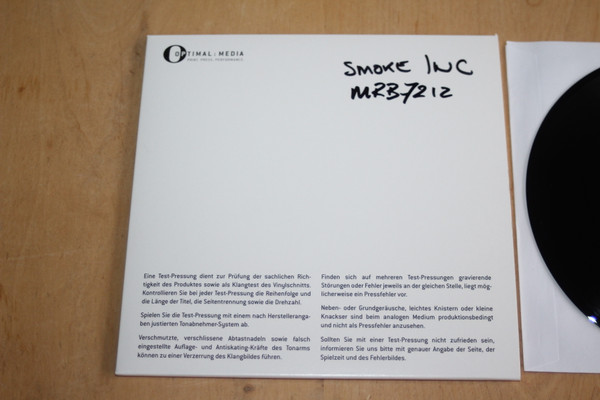 OPTIMAL:MEDIA
SMOKE INC
MRB7212
Eine Test-Pressung dient zur Prüfung der sachlichen Rich-
tigkeit des Produktes sowie als Klangtest des Vinylschnitts.
Kontrollieren Sie bei jeder Test-Pressung die Reihenfolge und
die Länge der Titel, die Seitentrennung sowie die Drehzahl.
Spielen Sie die Test-Pressung mit einem nach Herstelleranga-
ben justierten Tonabnehmer-System ab.
Verschmutzte, verschlissene Abtastnadeln sowie falsch
eingestellte Auflage- und Antiskating-Kräfte des Tonarms
können zu einer Verzerrung des Klangbildes führen.
Finden sich auf mehreren Test-Pressungen gravierende
Störungen oder Fehler jeweils an der gleichen Stelle, liegt mög-
licherweise ein Pressfehler vor.
Neben- oder Grundgeräusche, leichtes Knistern oder kleine
Knackser sind beim analogen Medium produktionsbedingt
und nicht als Pressfehler anzusehen.
Sollten Sie mit einer Test-Pressung nicht zufrieden sein,
informieren Sie uns bitte mit genauer Angabe der Seite, der
Spielzeit und des Fehlerbildes.